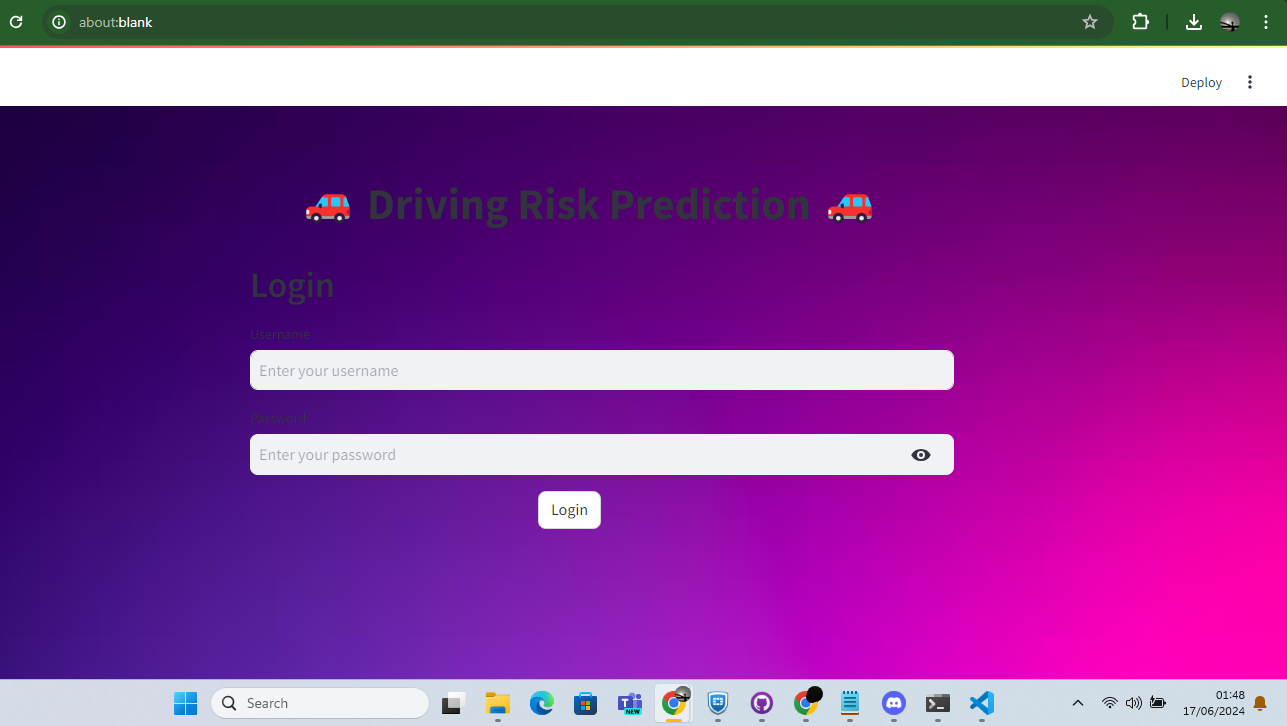 about:blank
Deploy
Driving Risk Prediction
Login
Username
Enter your username
Password
Enter your password
Login
Search
NEW
01:48
17/06/2024